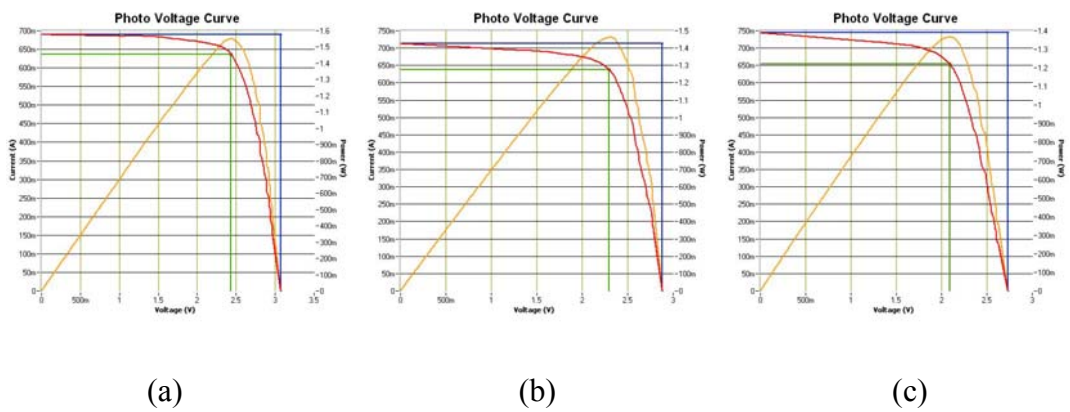 Photo Voltage Curve
Current (A)
700m
650m
600m
550m
500m
450m
400m
350m
300m
250m
200m
150m
100m
50m
0
1.6
1.5
1.4
1.3
1.2
1.1
1
900m
800m
700m
600m
500m
400m
300m
200m
100m
0
Power (W)
0 500m 1 1.5 2 2.5 3 3.5
Voltage (V)
Photo Voltage Curve
Current (A)
750m
700m
650m
600m
550m
500m
450m
400m
350m
300m
250m
200m
150m
100m
50m
0
1.5
1.4
1.3
1.2
1.1
1
900m
800m
700m
600m
500m
400m
300m
200m
100m
0
Power (W)
0 500m 1 1.5 2 2.5 3
Voltage (V)
Photo Voltage Curve
Current (A)
750m
700m
650m
600m
550m
500m
450m
400m
350m
300m
250m
200m
150m
100m
50m
0
1.4
1.3
1.2
1.1
1
900m
800m
700m
600m
500m
400m
300m
200m
100m
0
Power (W)
0 500m 1 1.5 2 2.5 3
Voltage (V)
(a) (b) (c)